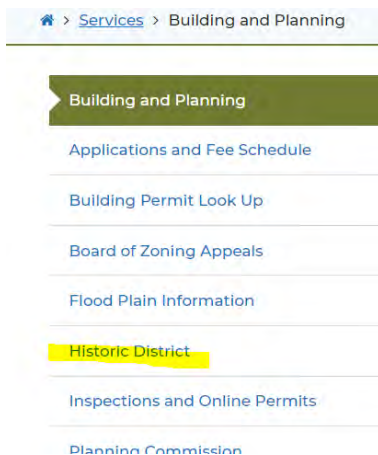 > Services > Building and Planning
Building and Planning
Applications and Fee Schedule
Building Permit Look Up
Board of Zoning Appeals
Flood Plain Information
Historic District
Inspections and Online Permits
Planning Commission